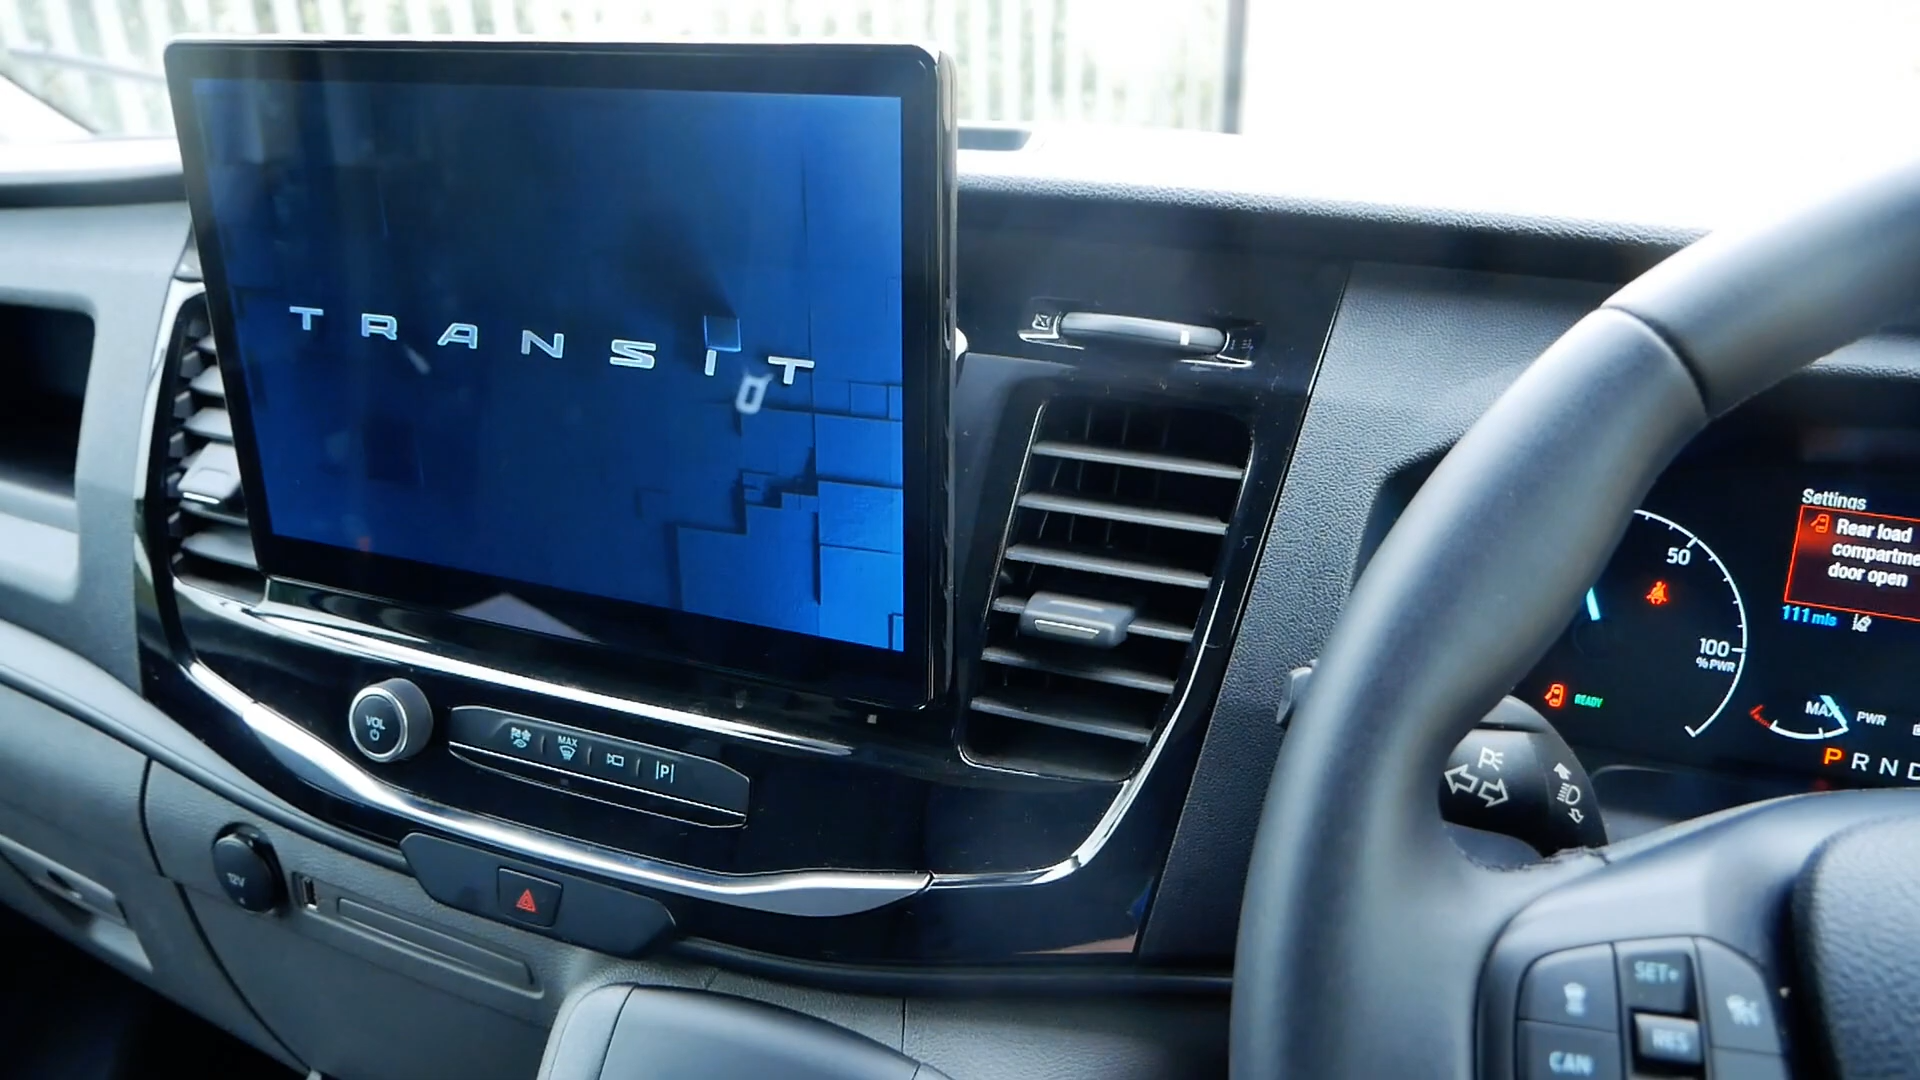 TRANSIT
VOL
MAX
|P|
12V
Settings
Rear load
compartme
door open
111 mls
50
100
% PWR
READY
MAX
PWR
P R N D
SET+
RES
CAN